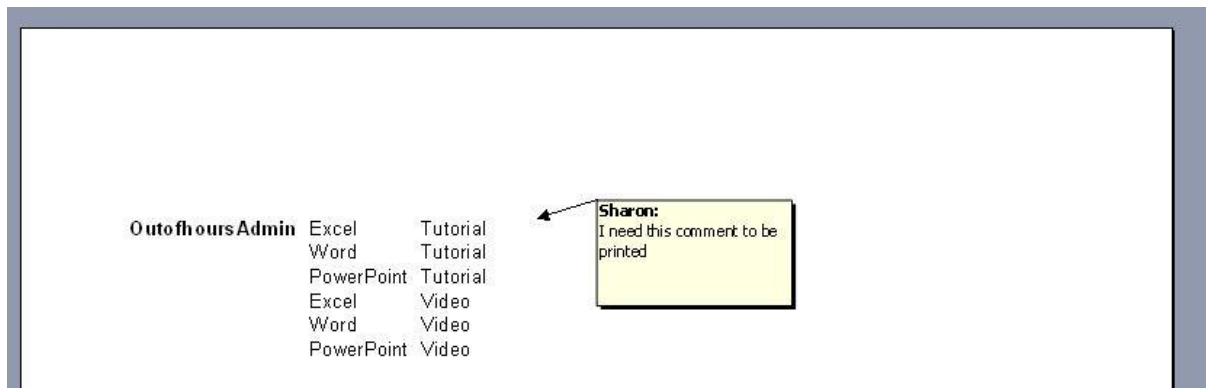 OutofhoursAdmin Excel Tutorial
Word Tutorial
PowerPoint Tutorial
Excel Video
Word Video
PowerPoint Video
Sharon:
I need this comment to be
printed